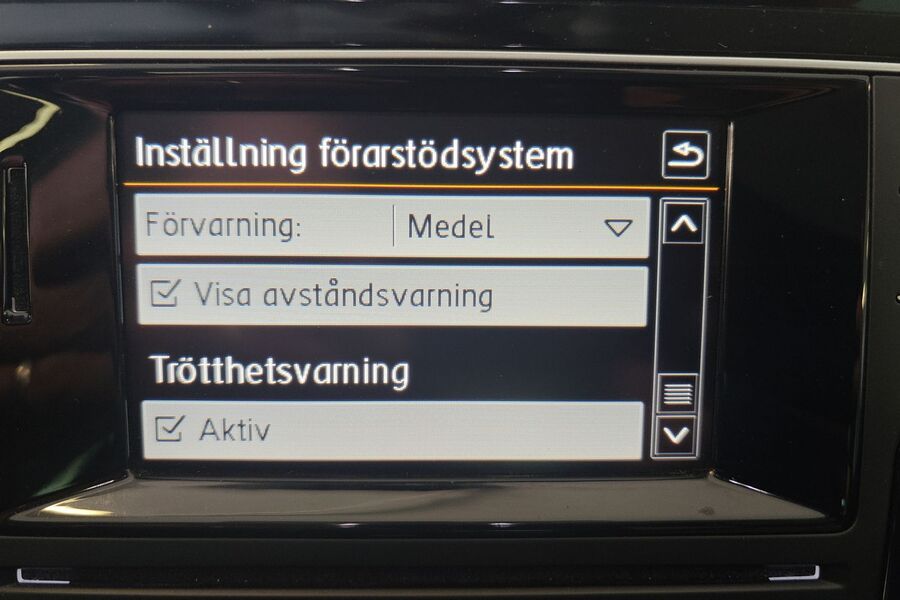 Inställning förarstödsystem
Förvarning: Medel
Visa avståndsvarning
Trötthetsvarning
Aktiv